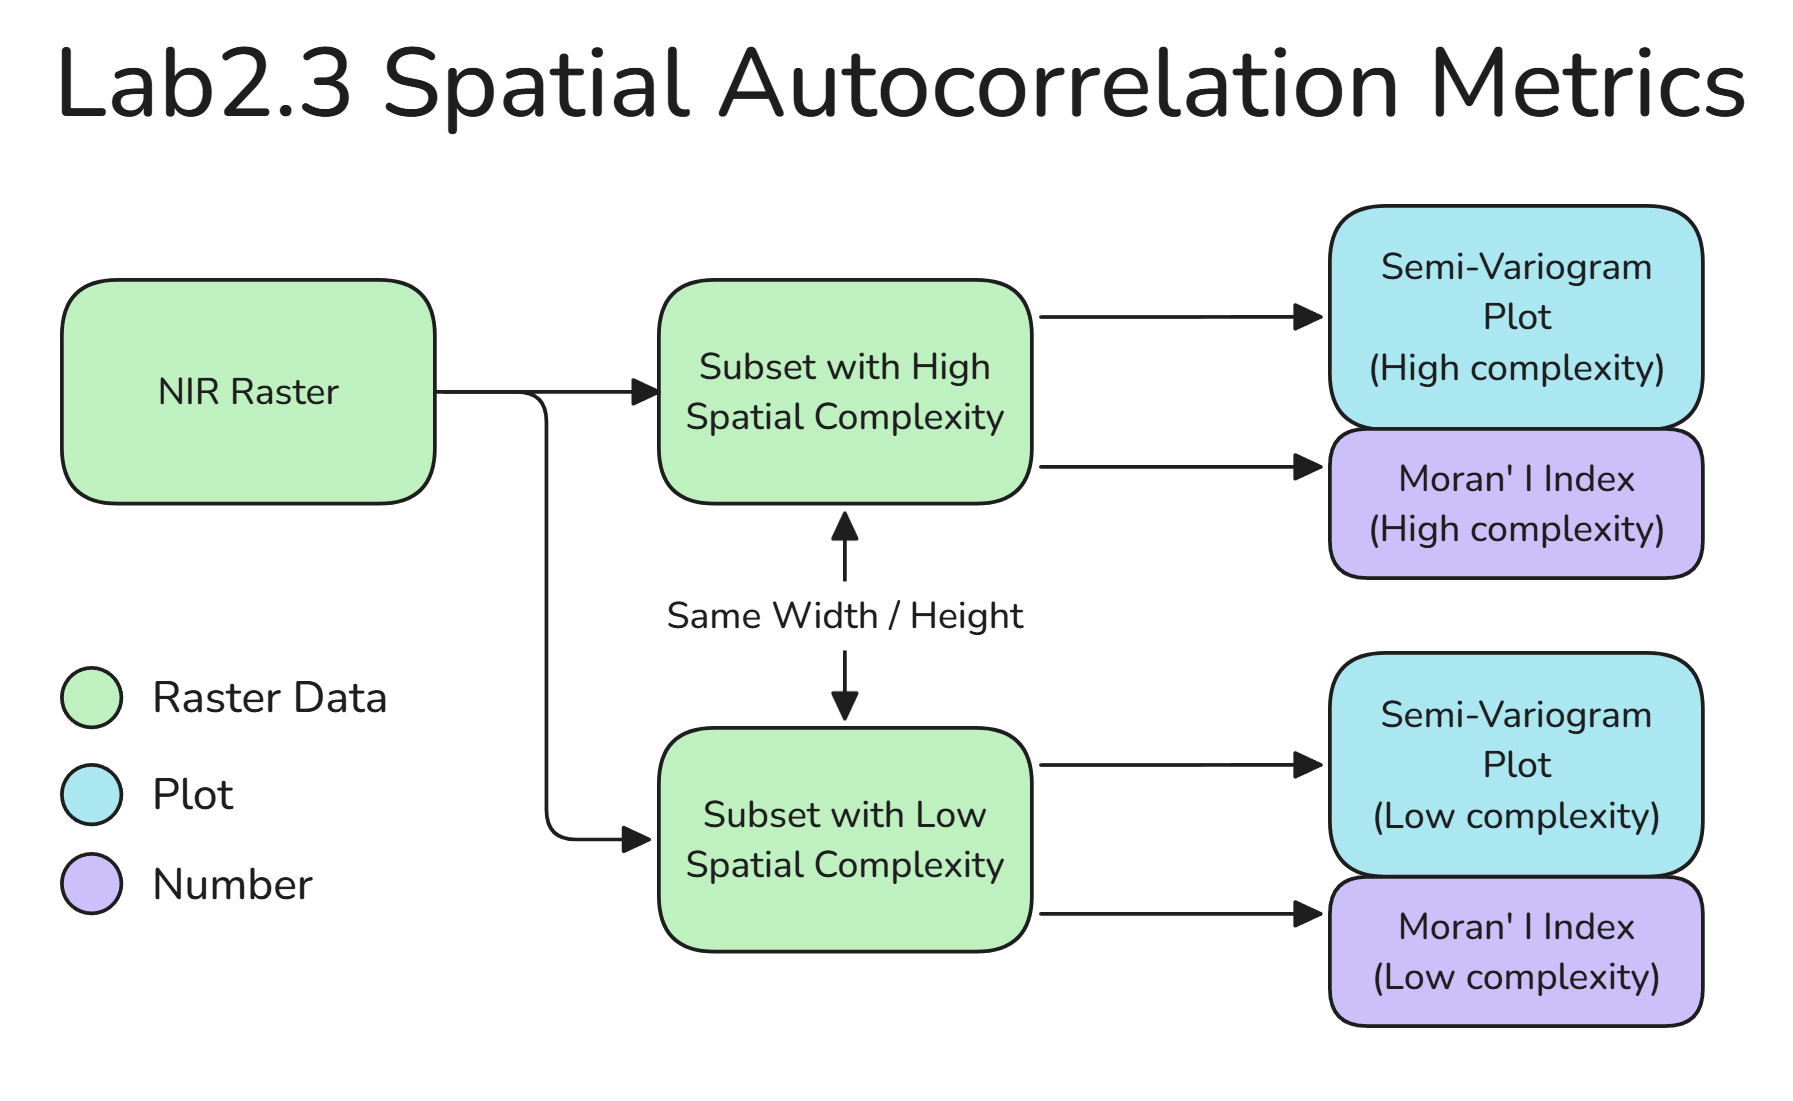 Lab2.3 Spatial Autocorrelation Metrics
NIR Raster
Subset with High
Spatial Complexity
Semi-Variogram
Plot
(High complexity)
Moran' I Index
(High complexity)
Same Width / Height
Subset with Low
Spatial Complexity
Semi-Variogram
Plot
(Low complexity)
Moran' I Index
(Low complexity)
Raster Data
Plot
Number